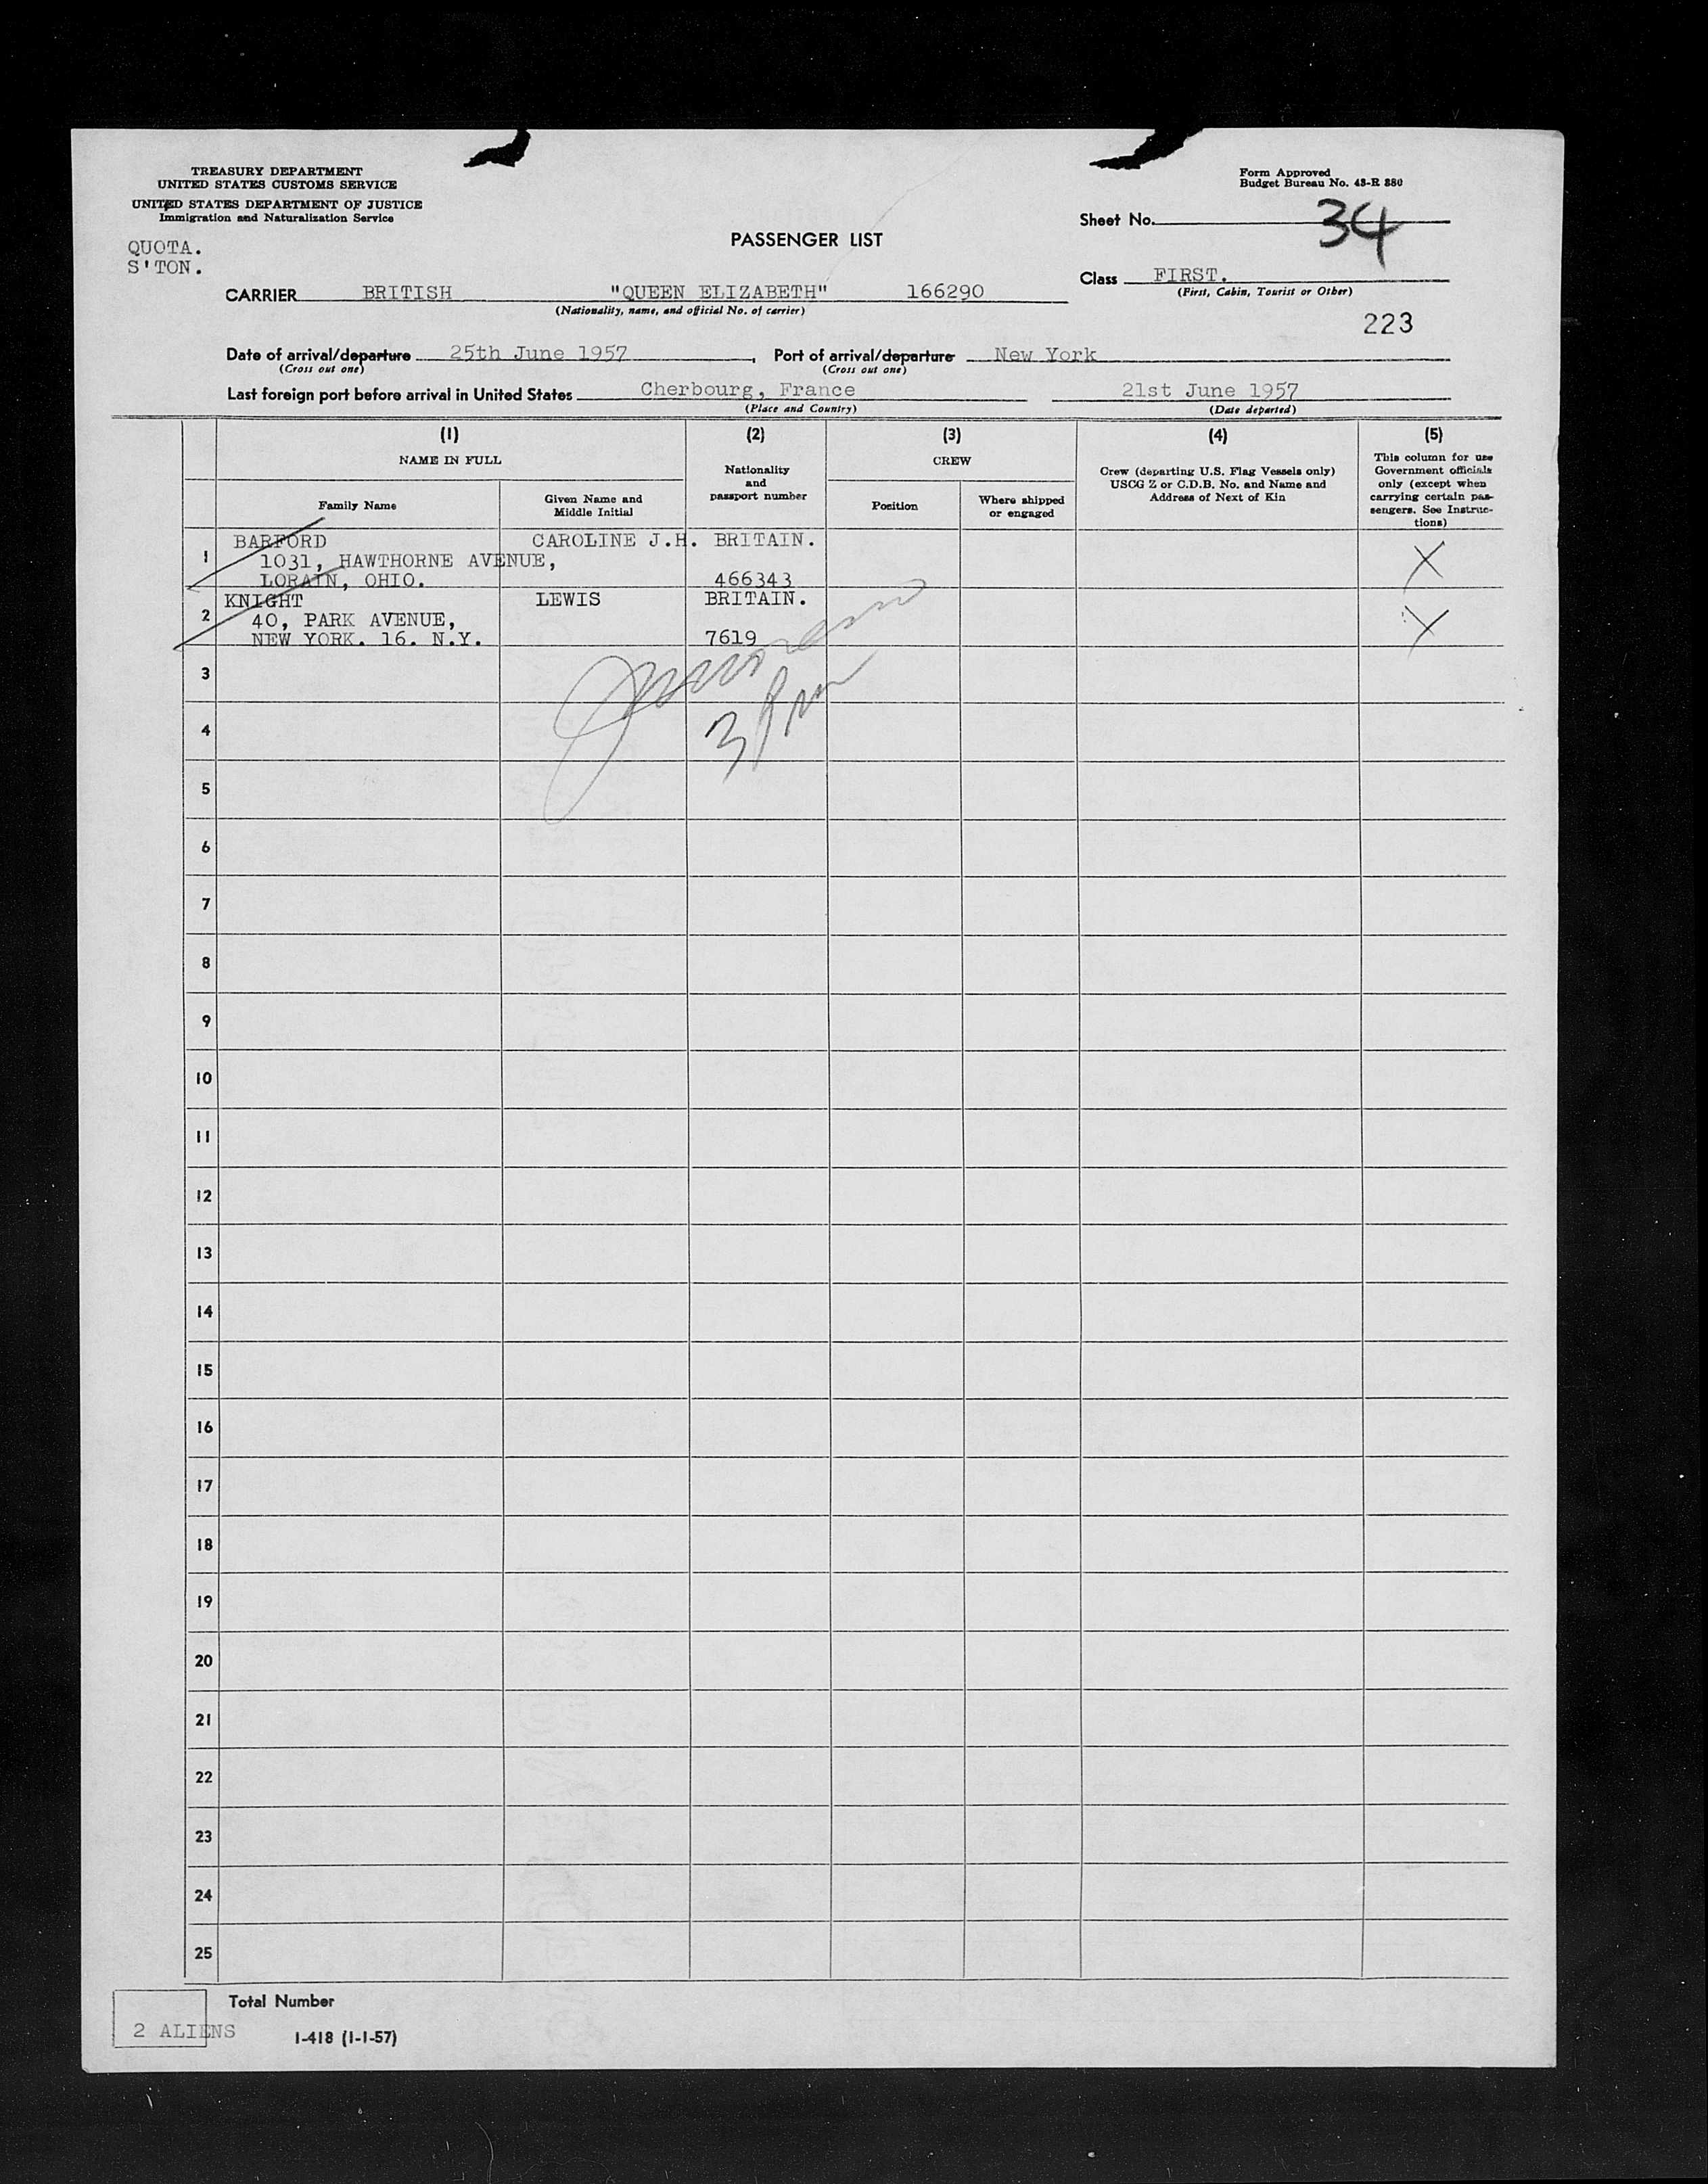 TREASURY DEPARTMENT
UNITED STATES CUSTOMS SERVICE
UNITED STATES DEPARTMENT OF JUSTICE
Immigration and Naturalization Service
QUOTA.
S'TON.
Form Approved
Budget Bureau No. 43-R 380
Sheet No. 34
PASSENGER LIST
Class FIRST.
(First, Cabin, Tourist or Other)
CARRIER BRITISH "QUEEN ELIZABETH" 166290
(Nationality, name, and official No. of carrier)
223
Date of arrival/departure 25th June 1957, Port of arrival/departure New York
(Cross out one) (Cross out one)
Last foreign port before arrival in United States Cherbourg, France 21st June 1957
(Place and Country) (Date departed)
(1) (2) (3) (4) (5)
NAME IN FULL
Family Name
Given Name and
Middle Initial
Nationality
and
passport number
CREW
Position
Where shipped
or engaged
Crew (departing U.S. Flag Vessels only)
USCG Z or C.D.B. No. and Name and
Address of Next of Kin
This column for use
Government officials
only (except when
carrying certain pas-
sengers. See Instruc-
tions)
1 BARFORD CAROLINE J.H. BRITAIN. X
1031, HAWTHORNE AVENUE,
LORAIN, OHIO. 466343
2 KNIGHT LEWIS BRITAIN. X
40, PARK AVENUE,
NEW YORK. 16. N.Y. 7619
3
4
5
6
7
8
9
10
11
12
13
14
15
16
17
18
19
20
21
22
23
24
25
Total Number
2 ALIENS
I-418 (1-1-57)